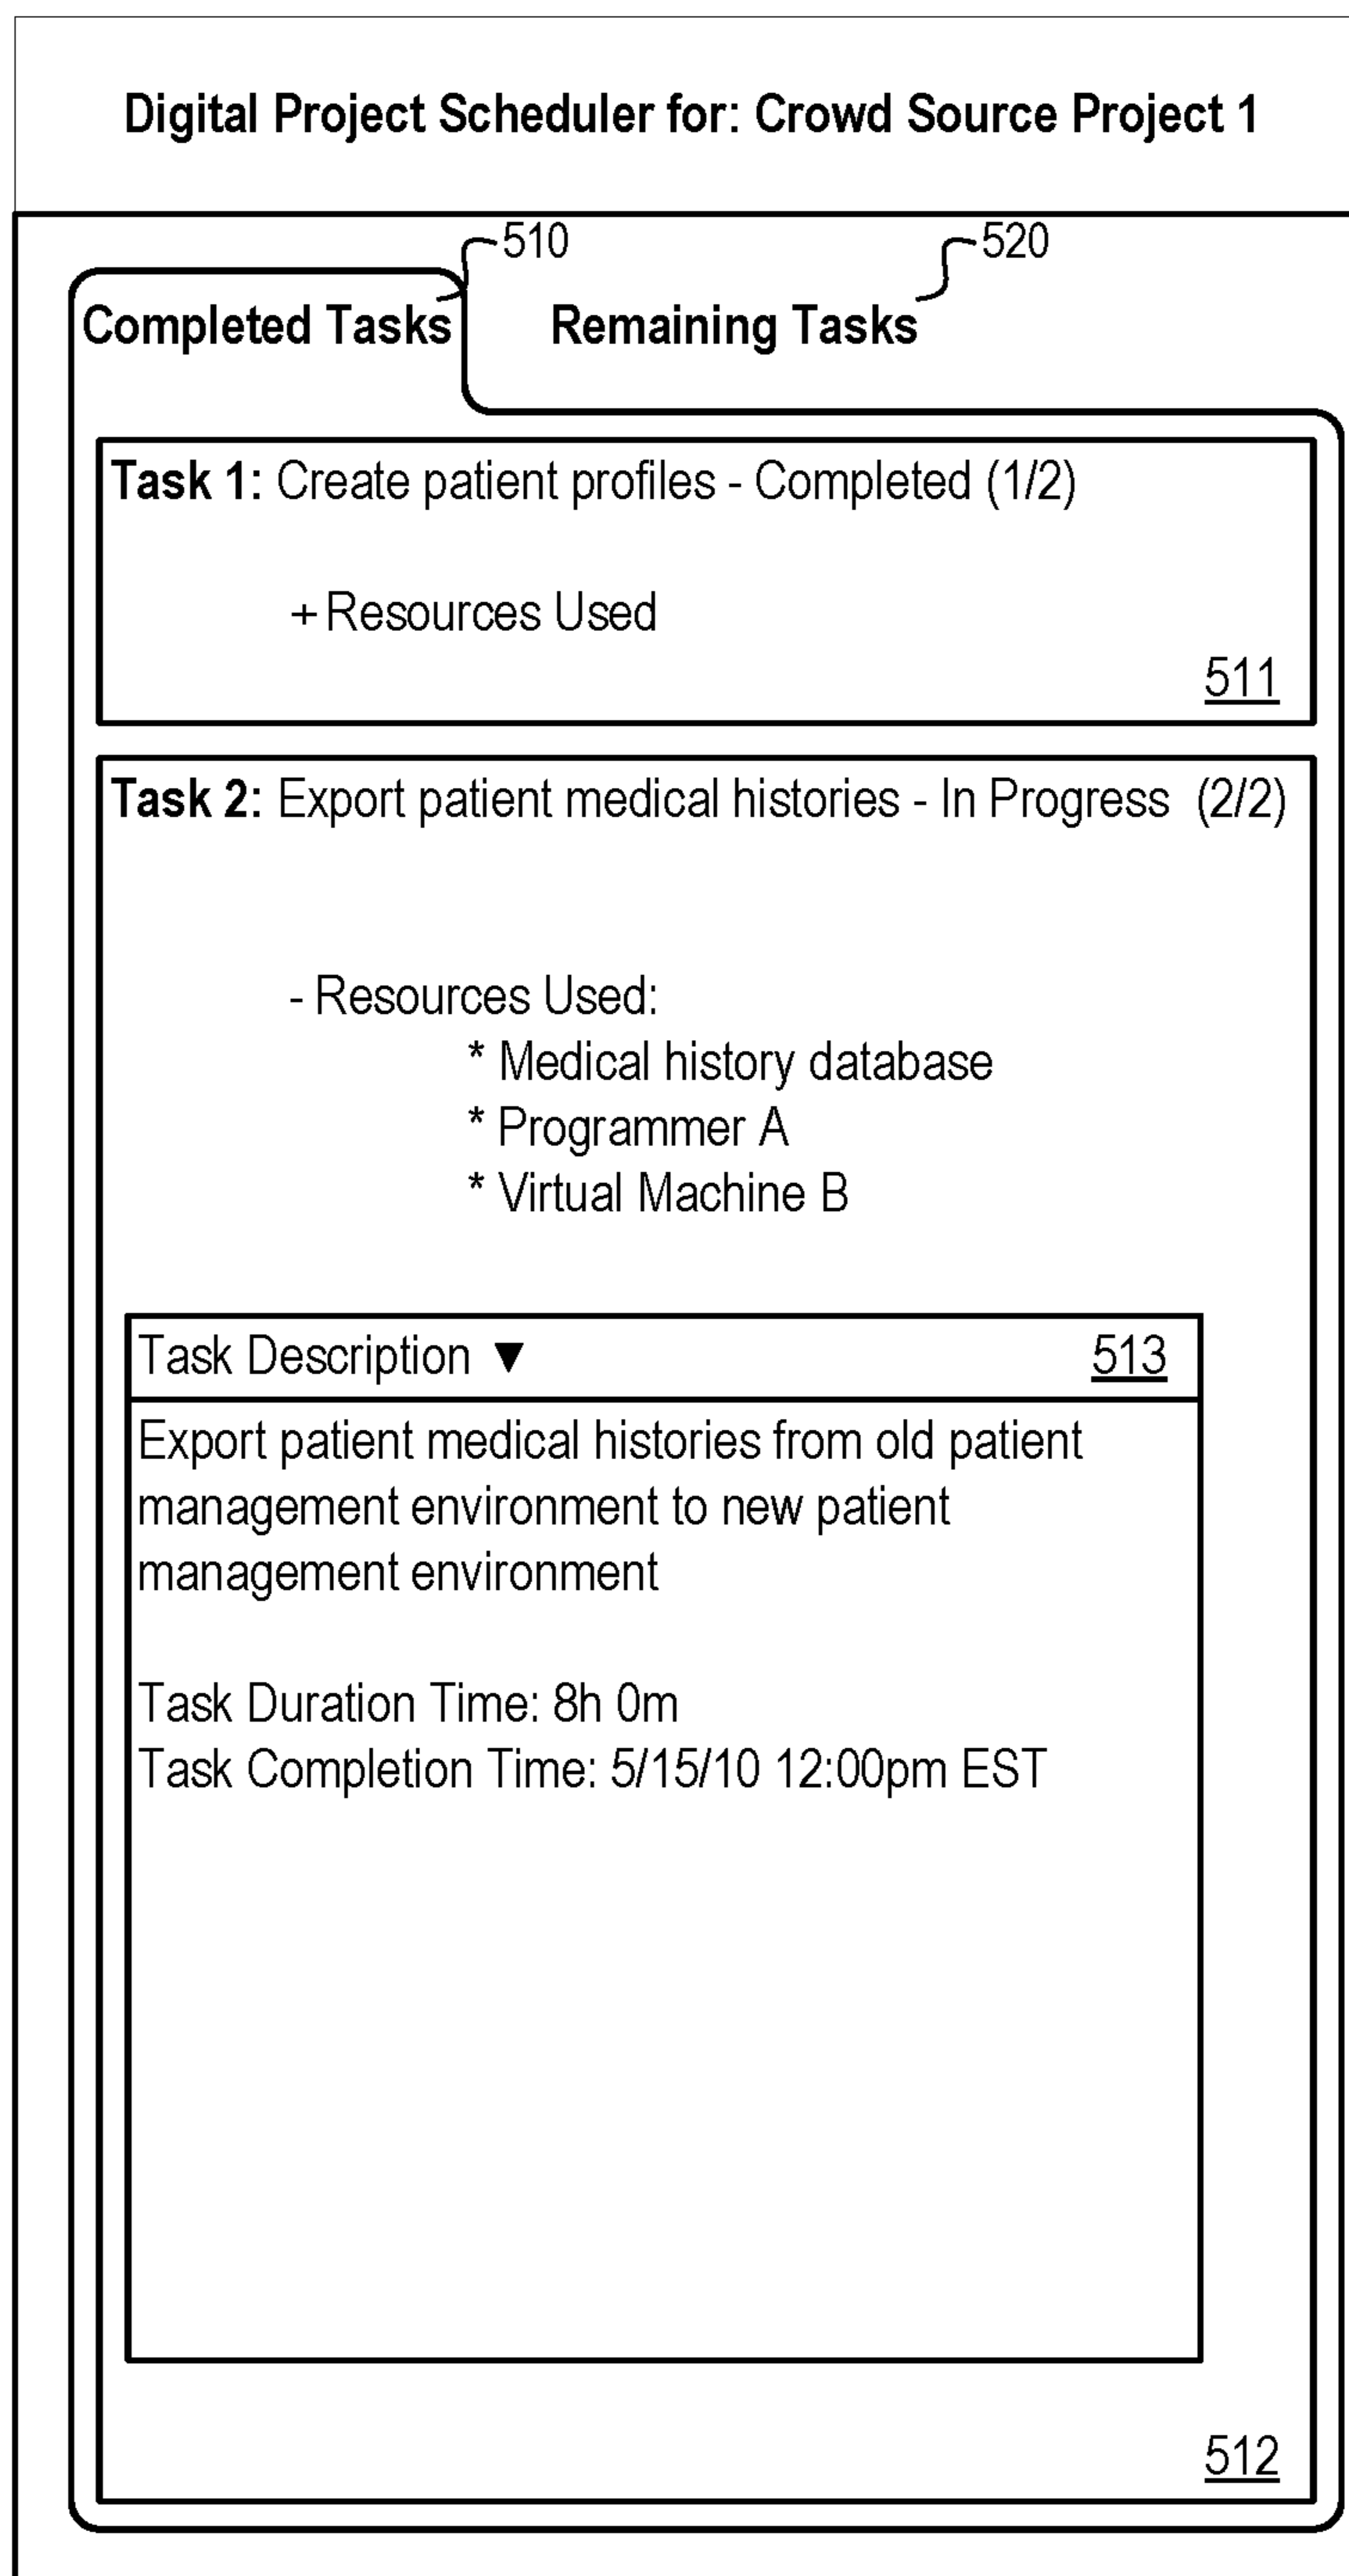 Digital Project Scheduler for: Crowd Source Project 1
510
520
Completed Tasks
Remaining Tasks
Task 1: Create patient profiles - Completed (1/2)
+ Resources Used
511
Task 2: Export patient medical histories - In Progress (2/2)
- Resources Used:
* Medical history database
* Programmer A
* Virtual Machine B
Task Description ▼
513
Export patient medical histories from old patient
management environment to new patient
management environment
Task Duration Time: 8h 0m
Task Completion Time: 5/15/10 12:00pm EST
512